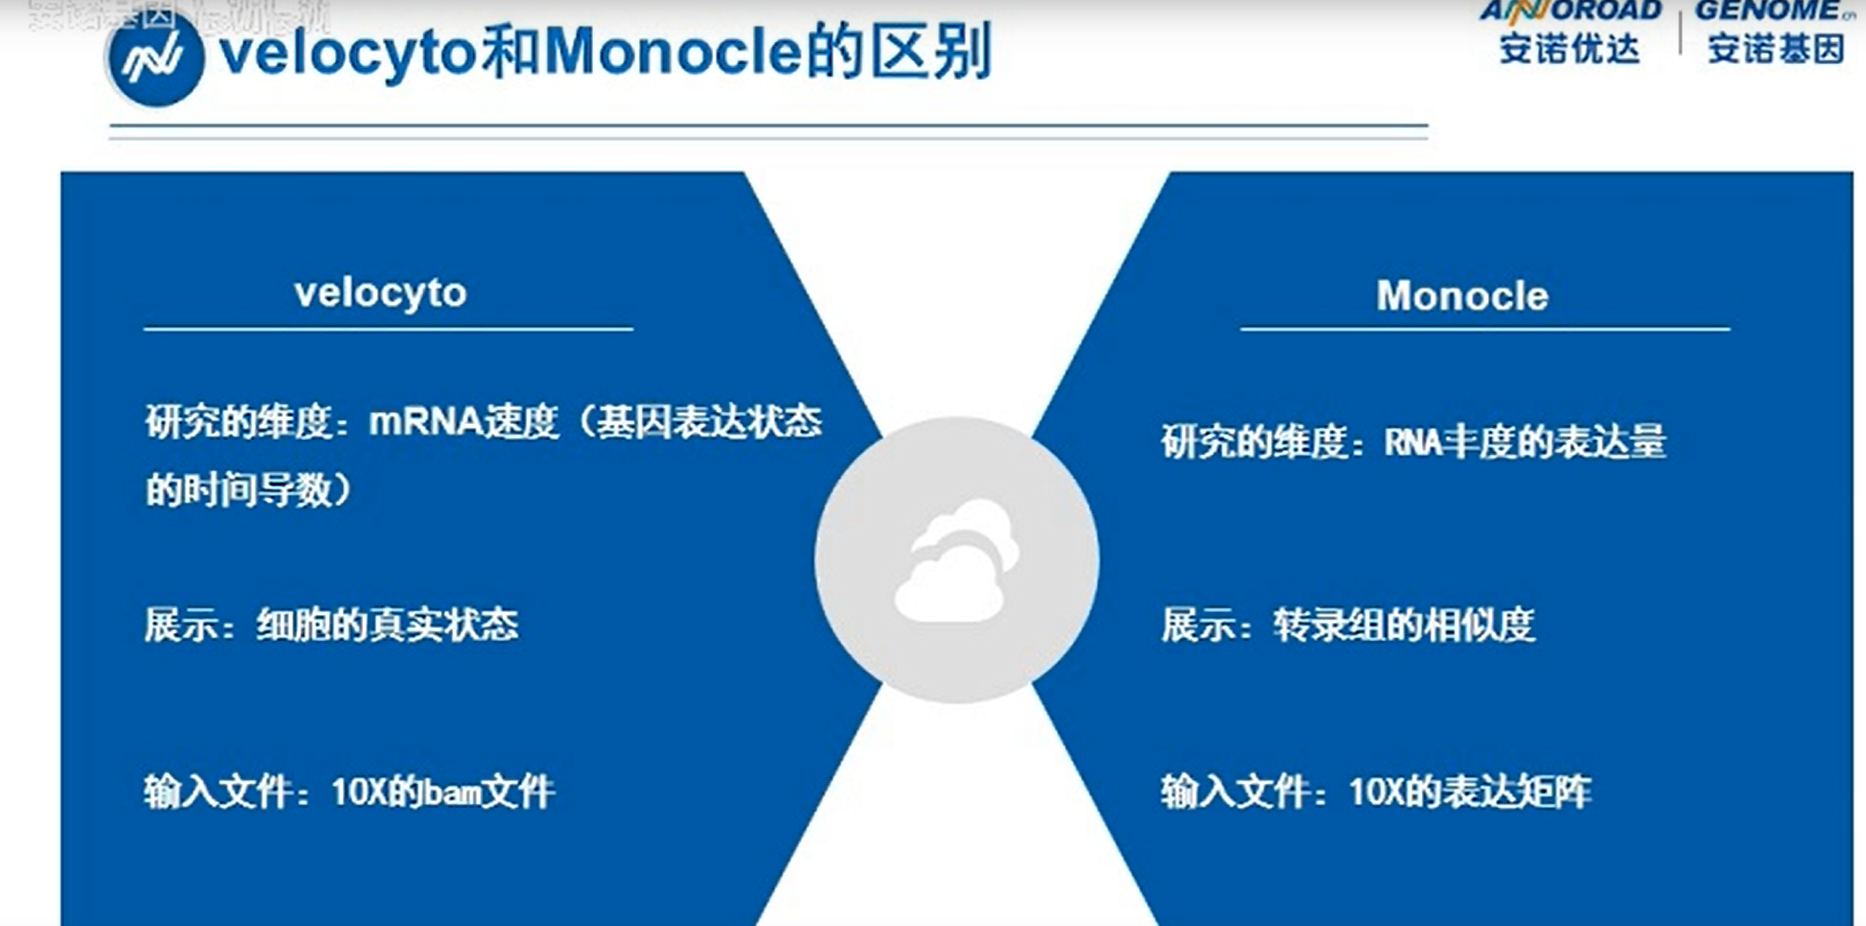 velocyto和Monocle的区别
ANNOROAD GENOME.cn
安诺优达 安诺基因
velocyto
研究的维度：mRNA速度（基因表达状态
的时间导数）
展示：细胞的真实状态
输入文件：10X的bam文件
Monocle
研究的维度：RNA丰度的表达量
展示：转录组的相似度
输入文件：10X的表达矩阵